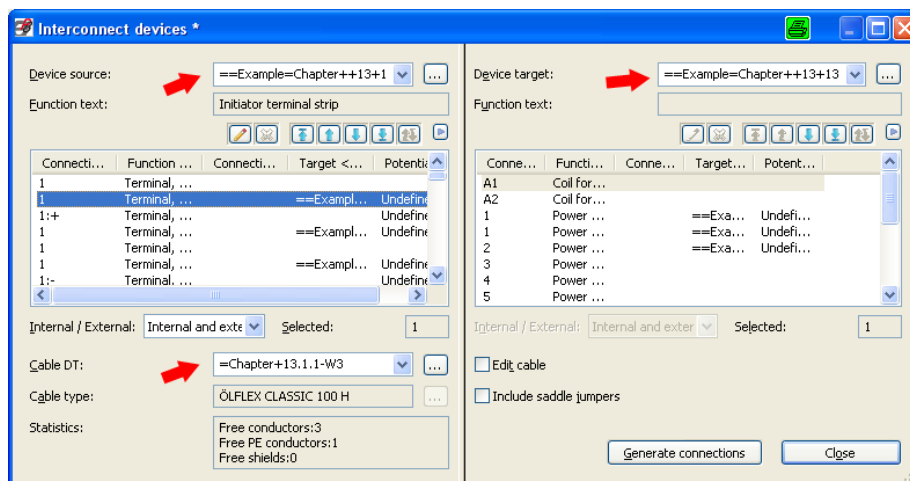 Interconnect devices *
Device source:
==Example=Chapter++13+1
...
Function text:
Initiator terminal strip
Connecti... Function ... Connecti... Target <... Potentia
1 Terminal, ...
1 Terminal, ... ==Exampl... Undefine
1:+ Terminal, ... Undefine
1 Terminal, ... ==Exampl... Undefine
1 Terminal, ...
1 Terminal, ... ==Exampl... Undefine
1:- Terminal. ... Undefine
Internal / External: Internal and exte Selected: 1
Cable DT:
=Chapter+13.1.1-W3
...
Cable type:
ÖLFLEX CLASSIC 100 H
...
Statistics:
Free conductors:3
Free PE conductors:1
Free shields:0
Device target:
==Example=Chapter++13+13
...
Function text:
Conne... Functi... Conne... Target... Potent...
A1 Coil for...
A2 Coil for...
1 Power ... ==Exa... Undefi...
1 Power ... ==Exa... Undefi...
2 Power ... ==Exa... Undefi...
3 Power ...
4 Power ...
5 Power ...
Internal / External: Internal and exter Selected: 1
Edit cable
Include saddle jumpers
Generate connections
Close